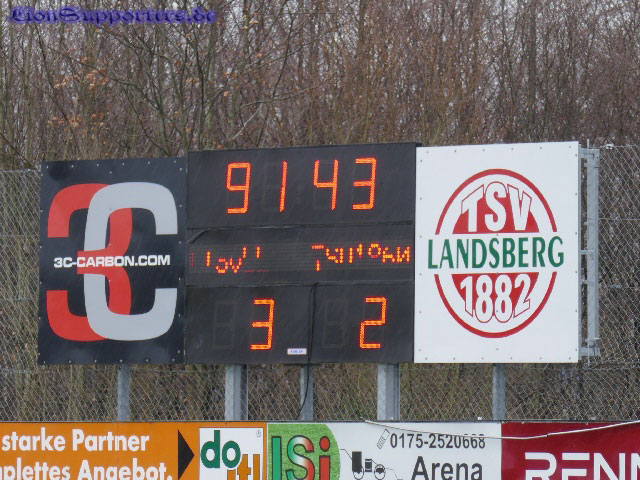 LionSupporters.de
91 43
3 2
3C
3C-CARBON.COM
TSV
LANDSBERG
1882
starke Partner
do it!
ISi
0175-2520668
Arena
Angebot.